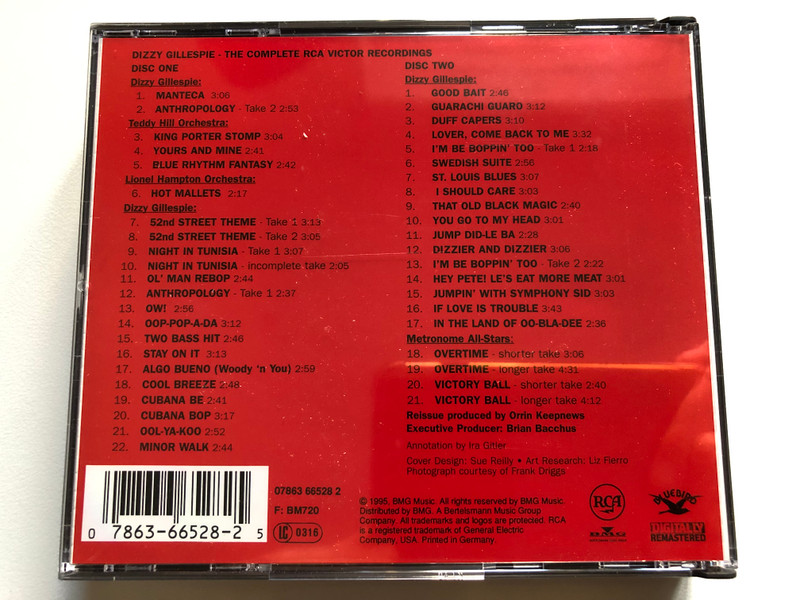 DIZZY GILLESPIE - THE COMPLETE RCA VICTOR RECORDINGS
DISC ONE
Dizzy Gillespie:
1. MANTECA 3:06
2. ANTHROPOLOGY - Take 2 2:53
Teddy Hill Orchestra:
3. KING PORTER STOMP 3:04
4. YOURS AND MINE 2:41
5. BLUE RHYTHM FANTASY 2:42
Lionel Hampton Orchestra:
6. HOT MALLETS 2:17
Dizzy Gillespie:
7. 52nd STREET THEME - Take 1 3:13
8. 52nd STREET THEME - Take 2 3:05
9. NIGHT IN TUNISIA - Take 1 3:07
10. NIGHT IN TUNISIA - incomplete take 2:05
11. OL' MAN REBOP 2:44
12. ANTHROPOLOGY - Take 1 2:37
13. OW! 2:56
14. OOP-POP-A-DA 3:12
15. TWO BASS HIT 2:46
16. STAY ON IT 3:13
17. ALGO BUENO (Woody 'n You) 2:59
18. COOL BREEZE 2:48
19. CUBANA BE 2:41
20. CUBANA BOP 3:17
21. OOL-YA-KOO 2:52
22. MINOR WALK 2:44
DISC TWO
Dizzy Gillespie:
1. GOOD BAIT 2:46
2. GUARACHI GUARO 3:12
3. DUFF CAPERS 3:10
4. LOVER, COME BACK TO ME 3:32
5. I'M BE BOPPIN' TOO - Take 1 2:18
6. SWEDISH SUITE 2:56
7. ST. LOUIS BLUES 3:07
8. I SHOULD CARE 3:03
9. THAT OLD BLACK MAGIC 2:40
10. YOU GO TO MY HEAD 3:01
11. JUMP DID-LE BA 2:28
12. DIZZIER AND DIZZIER 3:06
13. I'M BE BOPPIN' TOO - Take 2 2:22
14. HEY PETE! LE'S EAT MORE MEAT 3:01
15. JUMPIN' WITH SYMPHONY SID 3:03
16. IF LOVE IS TROUBLE 3:43
17. IN THE LAND OF OO-BLA-DEE 2:36
Metronome All-Stars:
18. OVERTIME - shorter take 3:06
19. OVERTIME - longer take 4:31
20. VICTORY BALL - shorter take 2:40
21. VICTORY BALL - longer take 4:12
Reissue produced by Orrin Keepnews
Executive Producer: Brian Bacchus
Annotation by Ira Gitler
Cover Design: Sue Reilly • Art Research: Liz Fierro
Photograph courtesy of Frank Driggs
0 7863-66528-2 5
07863 66528 2
F: BM720
LC 0316
© 1995, BMG Music. All rights reserved by BMG Music.
Distributed by BMG. A Bertelsmann Music Group
Company. All trademarks and logos are protected. RCA
is a registered trademark of General Electric
Company, USA. Printed in Germany
RCA
BMG
BLUEBIRD
DIGITALLY
REMASTERED